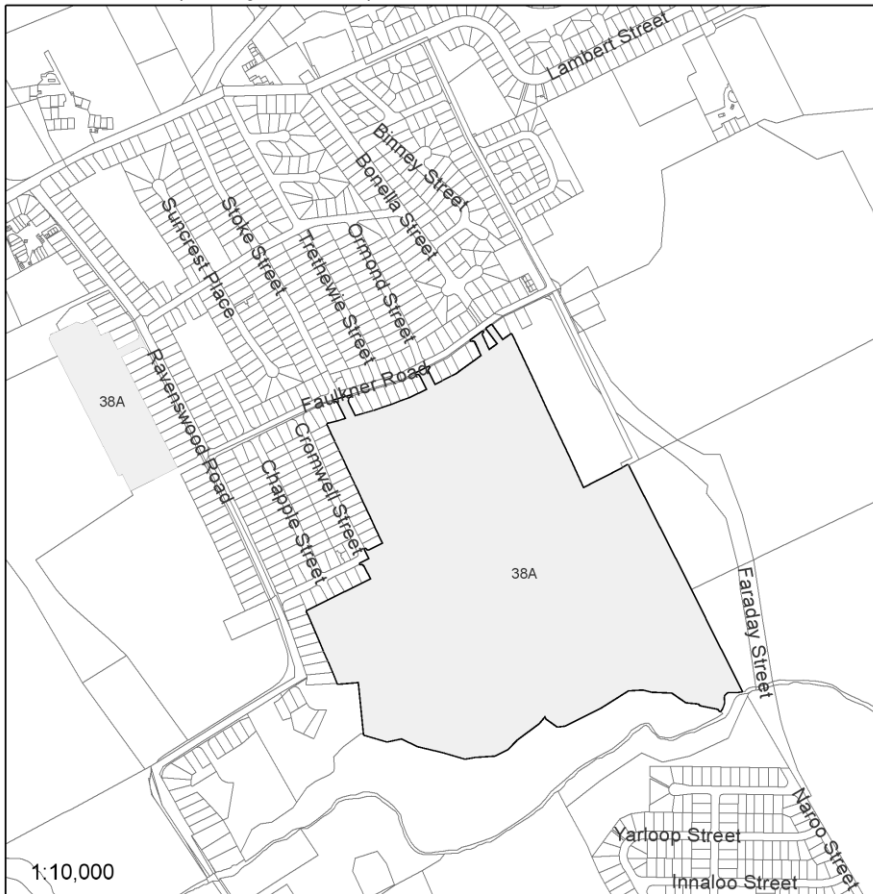 Lambert Street
Binney Street
Bonella Street
Suncrest Place
Stoke Street
Trethewie Street
Ormond Street
Ravenswood Road
38A
Faulkner Road
Cromwell Street
Chapple Street
38A
Faraday Street
Naroo Street
Yarloop Street
Innaloo Street
1:10,000